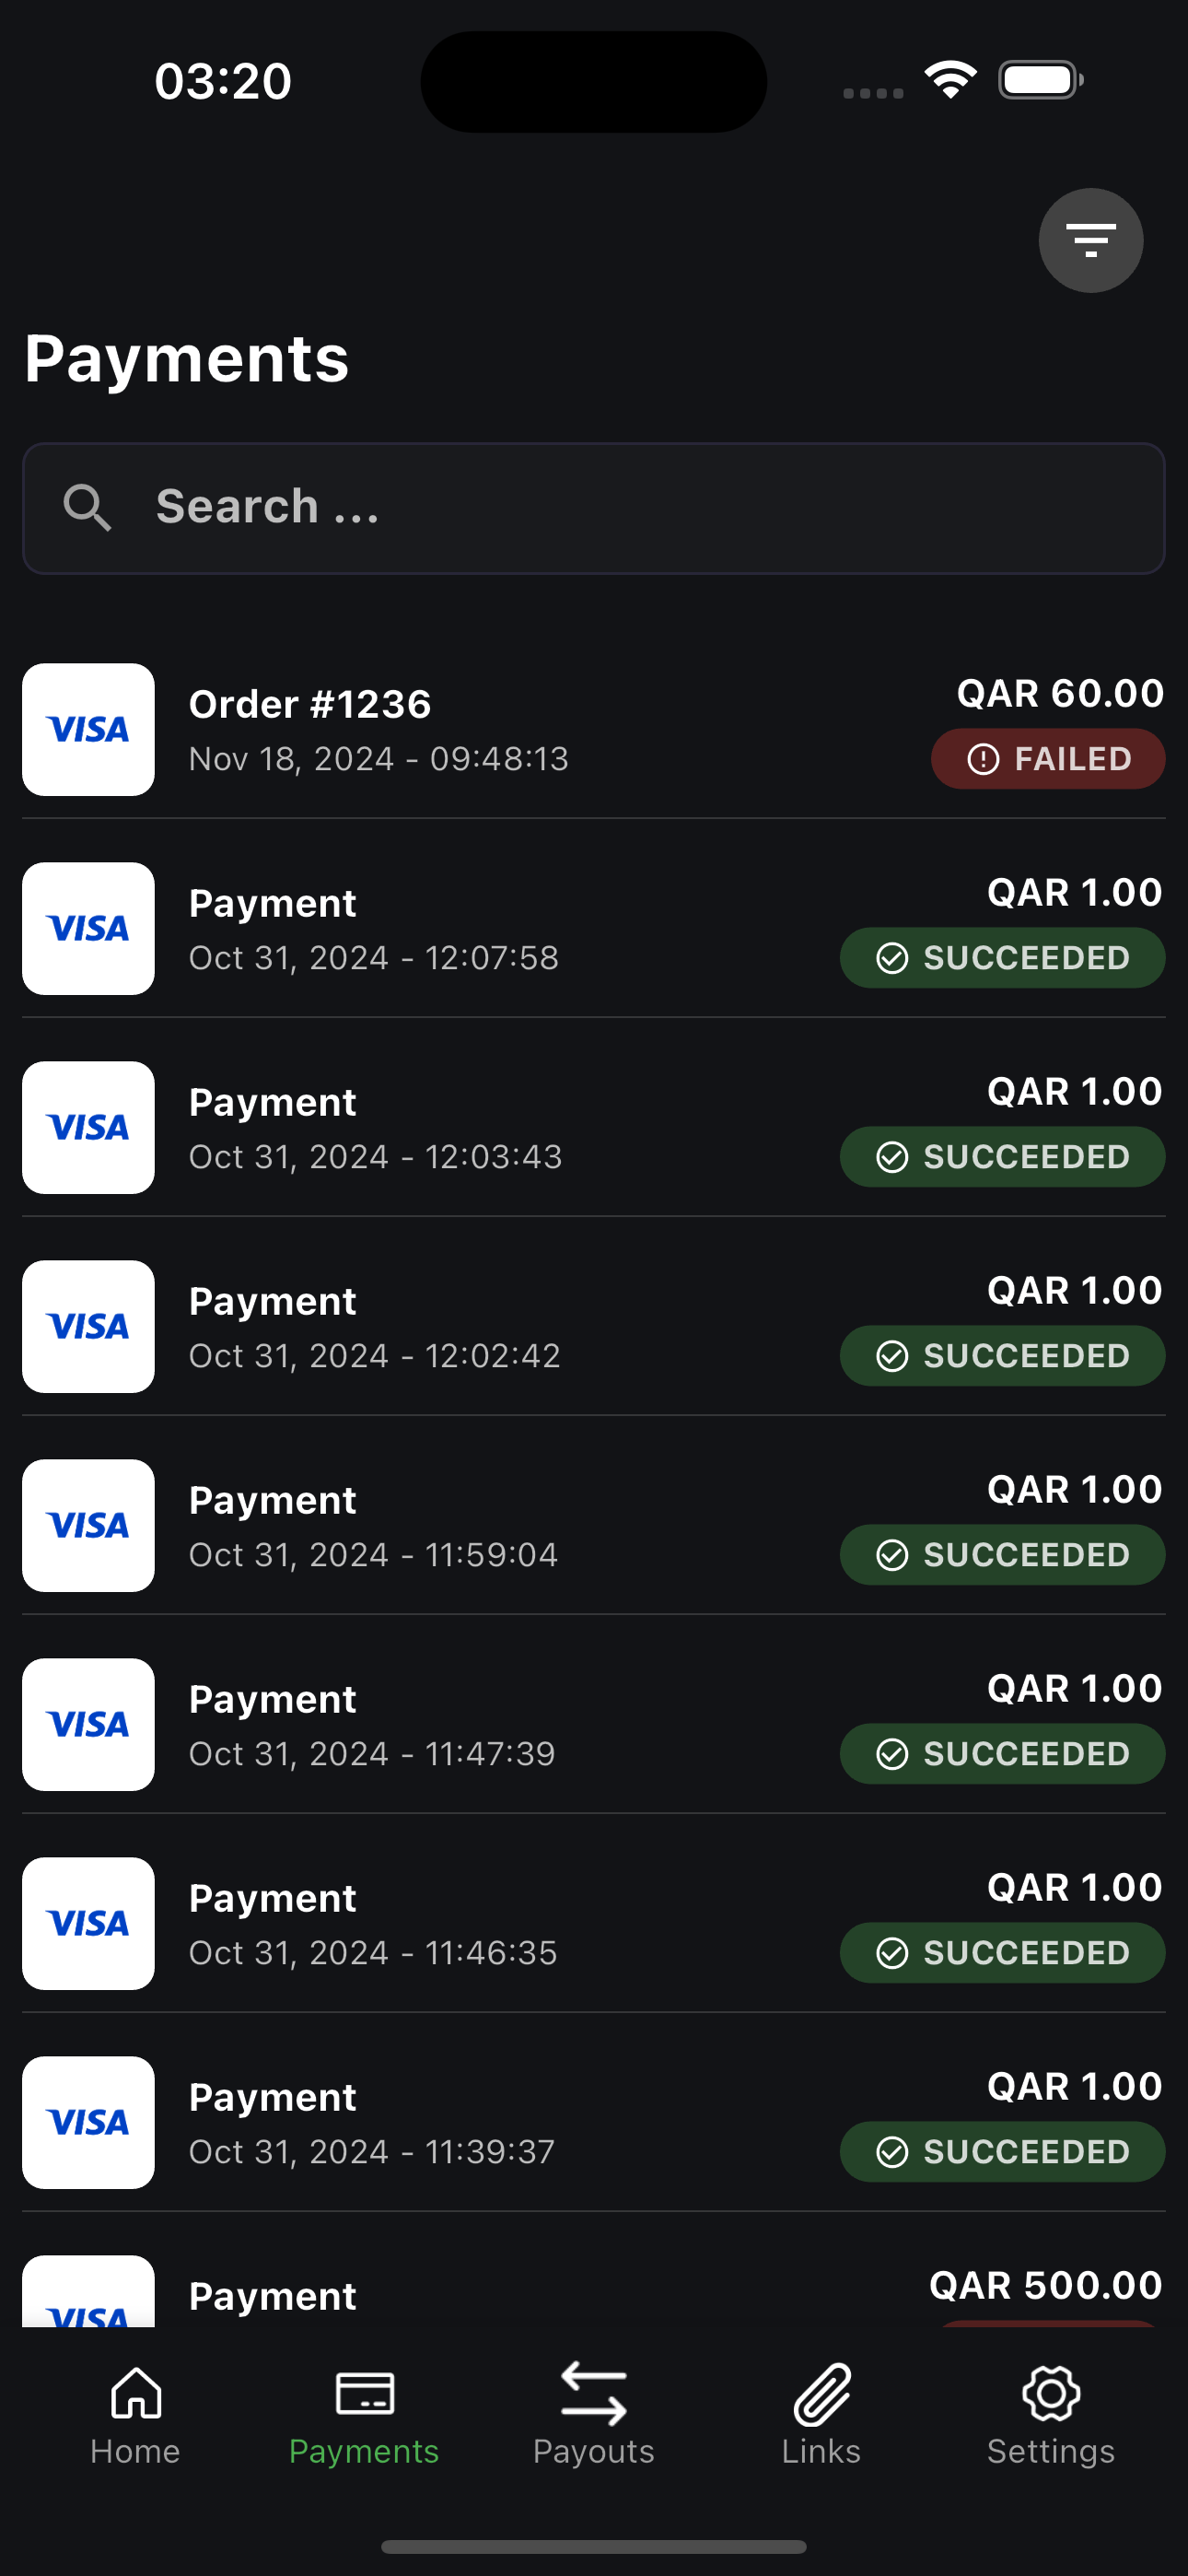 03:20
Payments
Search ...
VISA
Order #1236
Nov 18, 2024 - 09:48:13
QAR 60.00
FAILED
VISA
Payment
Oct 31, 2024 - 12:07:58
QAR 1.00
SUCCEEDED
VISA
Payment
Oct 31, 2024 - 12:03:43
QAR 1.00
SUCCEEDED
VISA
Payment
Oct 31, 2024 - 12:02:42
QAR 1.00
SUCCEEDED
VISA
Payment
Oct 31, 2024 - 11:59:04
QAR 1.00
SUCCEEDED
VISA
Payment
Oct 31, 2024 - 11:47:39
QAR 1.00
SUCCEEDED
VISA
Payment
Oct 31, 2024 - 11:46:35
QAR 1.00
SUCCEEDED
VISA
Payment
Oct 31, 2024 - 11:39:37
QAR 1.00
SUCCEEDED
VISA
Payment
QAR 500.00
Home
Payments
Payouts
Links
Settings